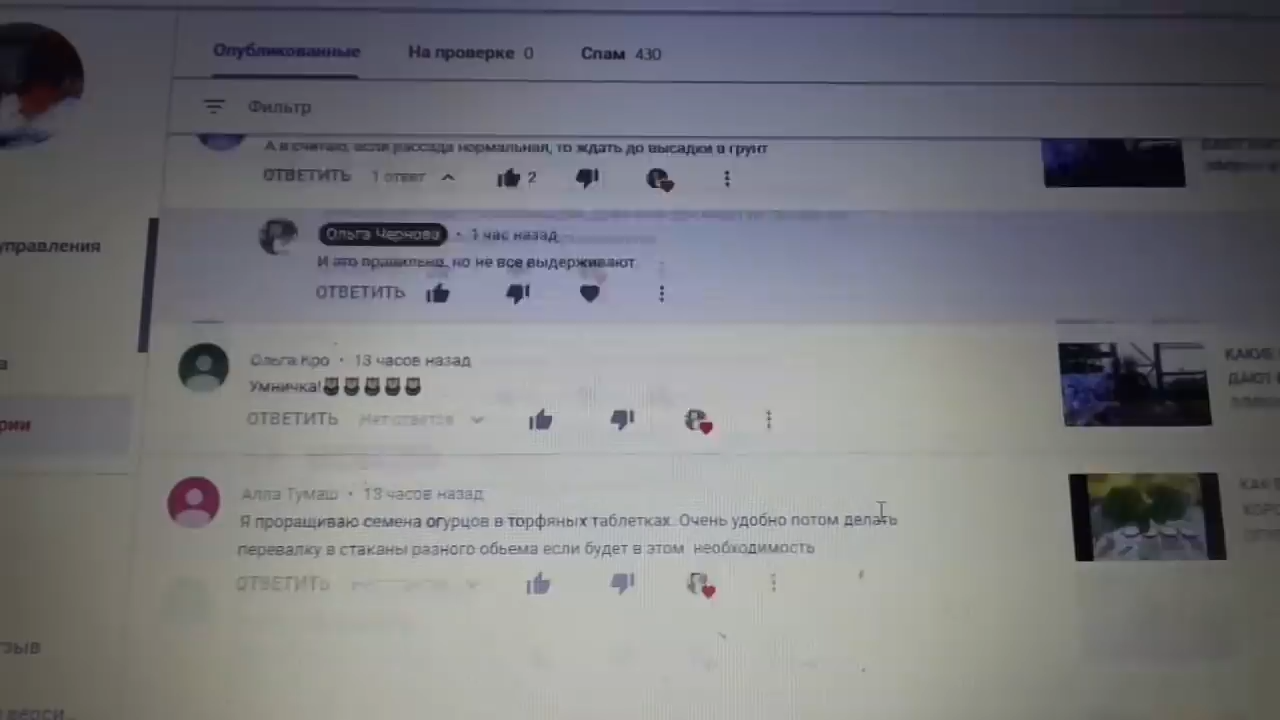 Опубликованные На проверке 0 Спам 430
Фильтр
А я считаю, если рассада нормальная, то ждать до высадки в грунт
ОТВЕТИТЬ 1 ответ 2
управления
Ольга Чернова • 1 час назад
И это правильно, но не все выдерживают
ОТВЕТИТЬ
Ольга Кро • 13 часов назад
Умничка!
ОТВЕТИТЬ Нет ответов
рии
Алла Тумаш • 13 часов назад
Я проращиваю семена огурцов в торфяных таблетках. Очень удобно потом делать
перевалку в стаканы разного обьема если будет в этом необходимость
ОТВЕТИТЬ